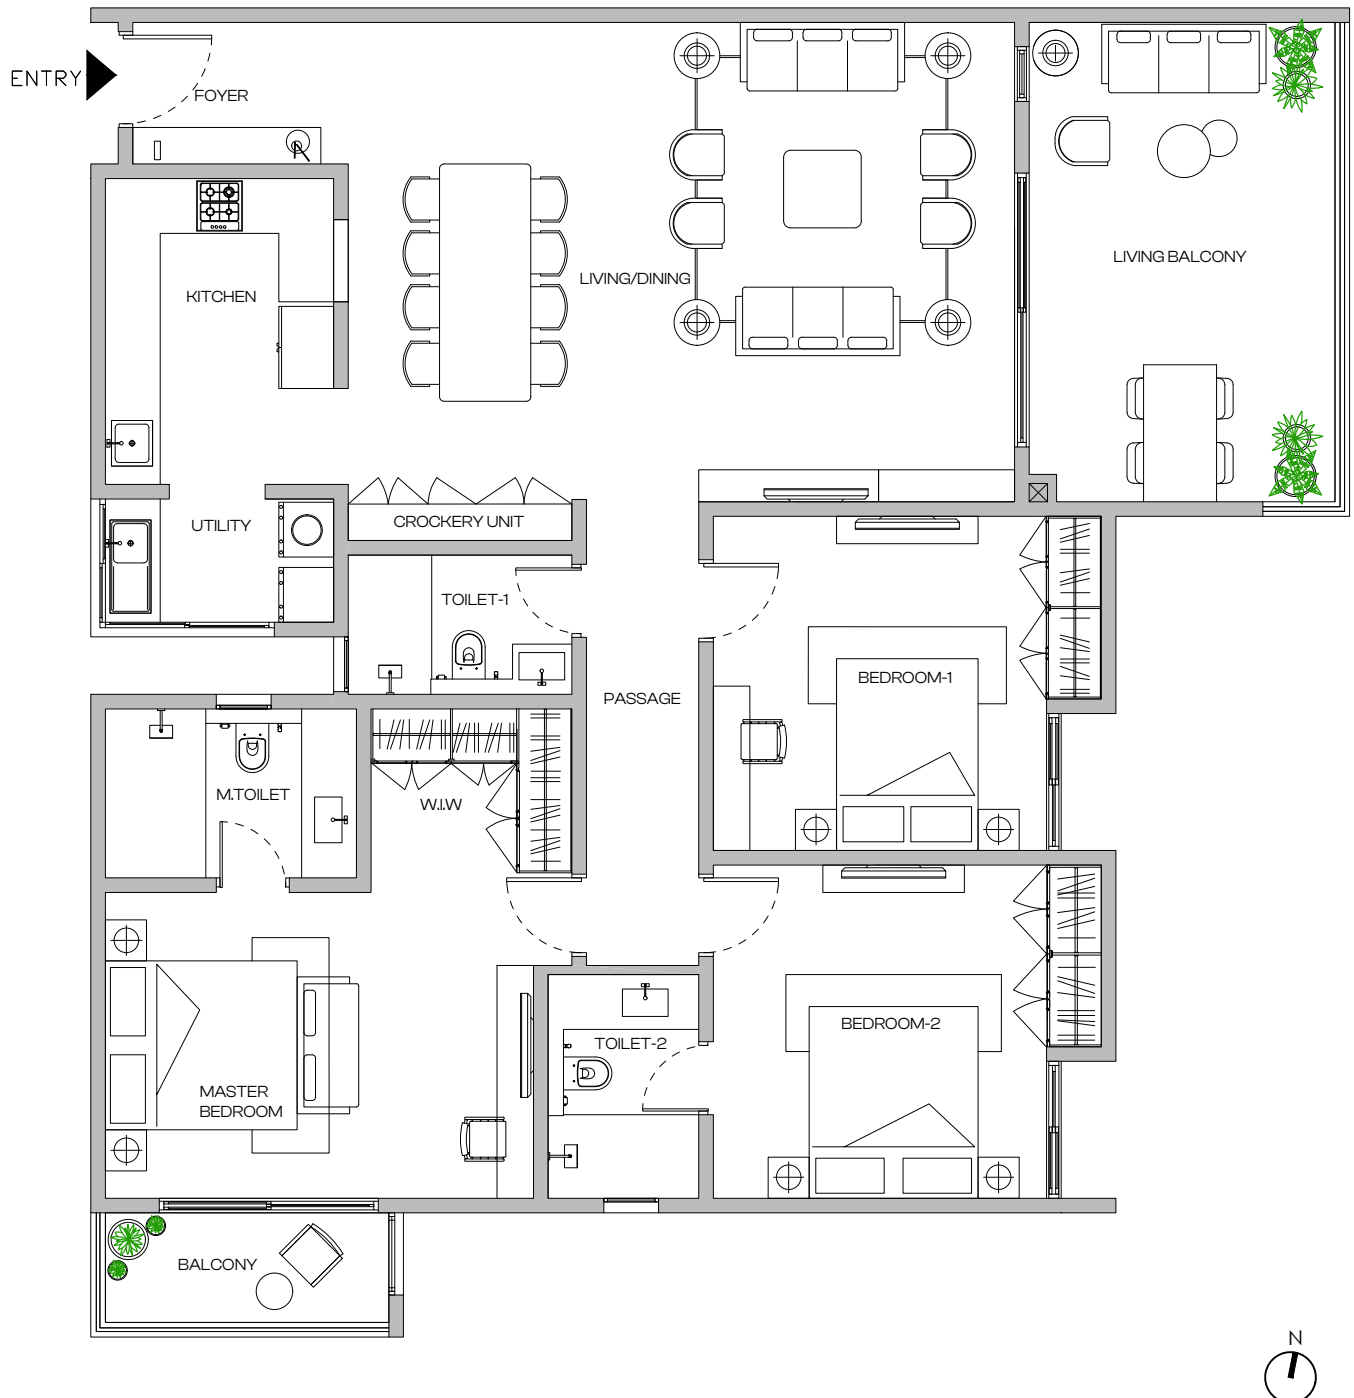 ENTRY
FOYER
LIVING BALCONY
LIVING/DINING
KITCHEN
CROCKERY UNIT
UTILITY
TOILET-1
BEDROOM-1
PASSAGE
M.TOILET
W.I.W
BEDROOM-2
TOILET-2
MASTER
BEDROOM
BALCONY
N